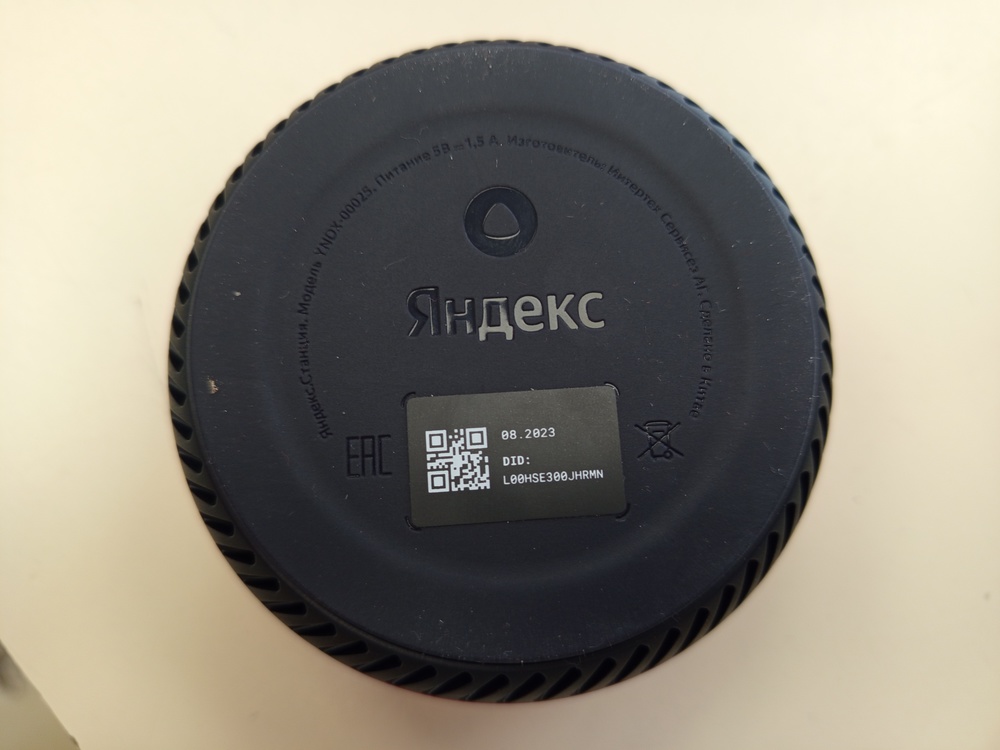 Яндекс.Станция. Модель YNDX-00025. Питание 5В ⎓ 1,5 А. Изготовитель: Интертех Сервисез АГ. Сделано в Китае
Яндекс
EAC
08.2023
DID:
L00HSE300JHRMN